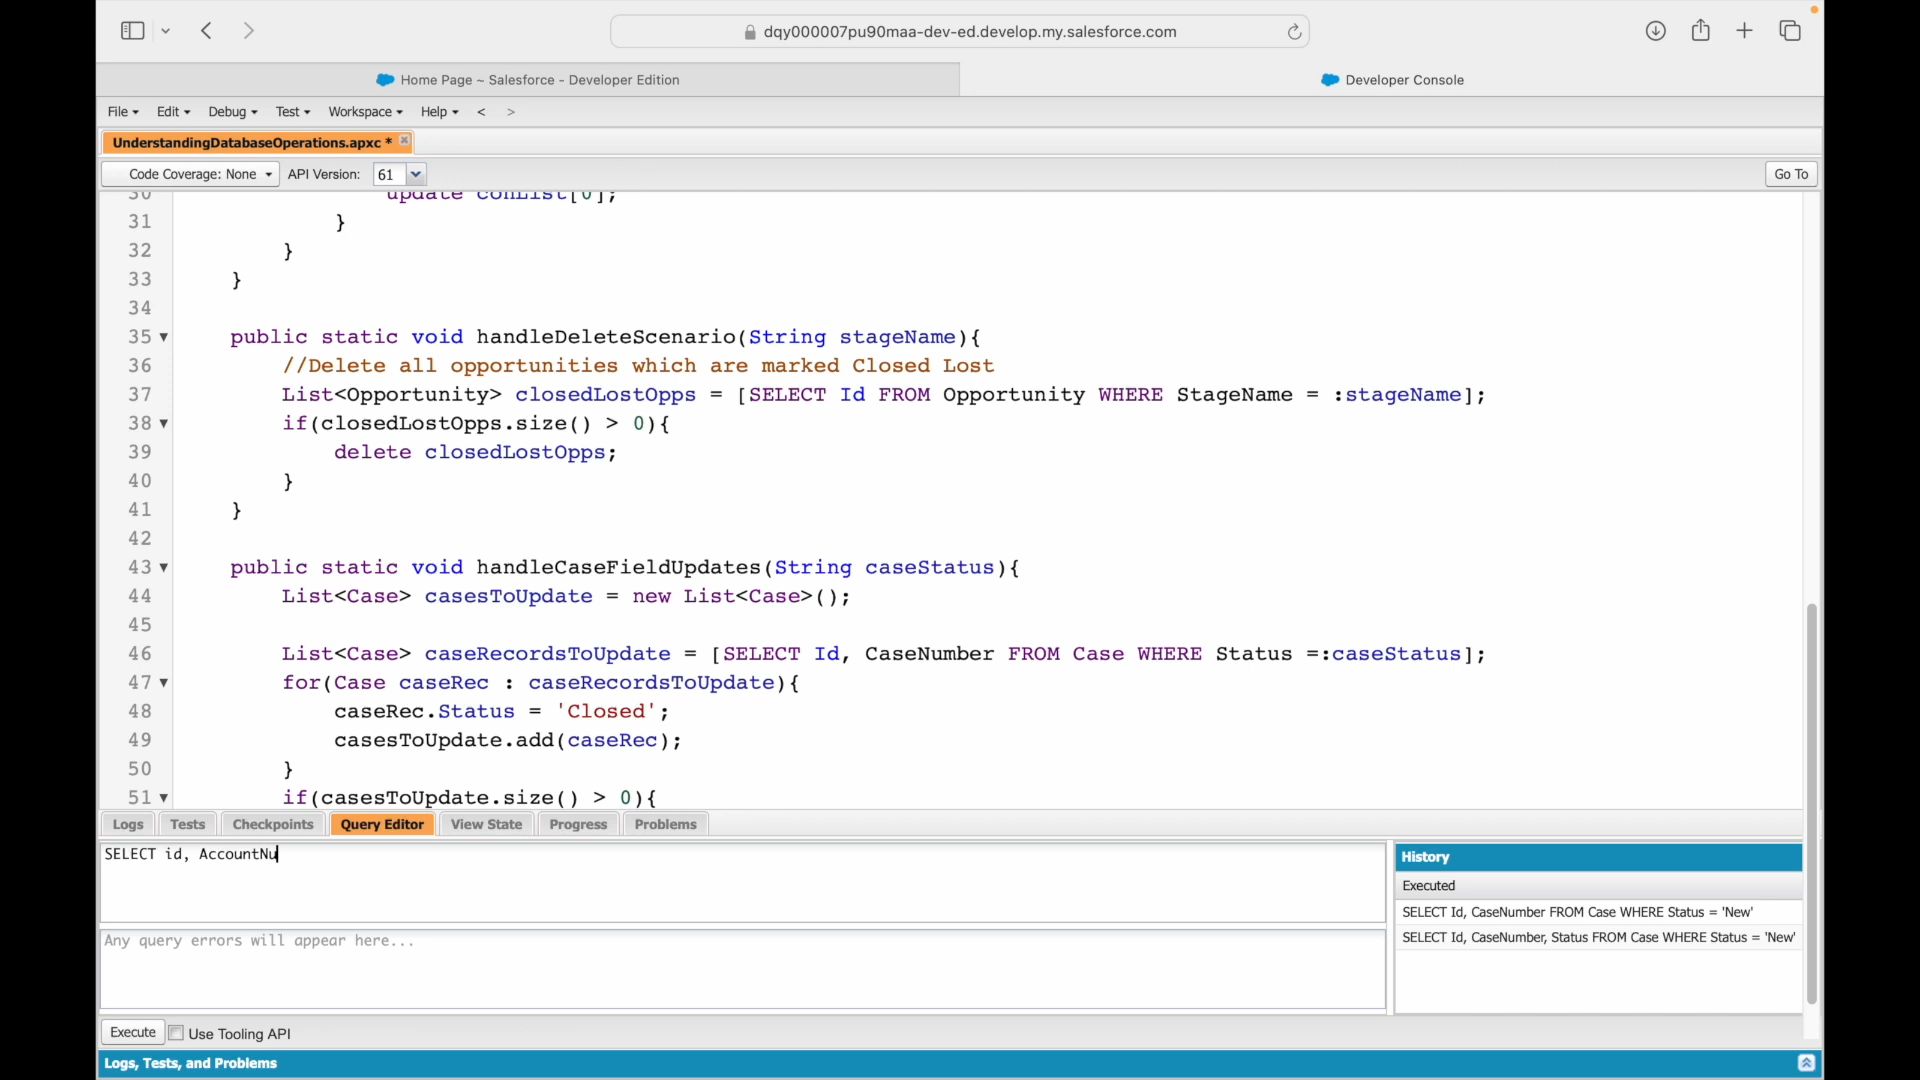 dqy000007pu90maa-dev-ed.develop.my.salesforce.com
Home Page ~ Salesforce - Developer Edition
Developer Console
File Edit Debug Test Workspace Help < >
UnderstandingDatabaseOperations.apxc *
Code Coverage: None API Version: 61 Go To
30 update conList[0];
31 }
32 }
33 }
34
35 public static void handleDeleteScenario(String stageName){
36 //Delete all opportunities which are marked Closed Lost
37 List<Opportunity> closedLostOpps = [SELECT Id FROM Opportunity WHERE StageName = :stageName];
38 if(closedLostOpps.size() > 0){
39 delete closedLostOpps;
40 }
41 }
42
43 public static void handleCaseFieldUpdates(String caseStatus){
44 List<Case> casesToUpdate = new List<Case>();
45
46 List<Case> caseRecordsToUpdate = [SELECT Id, CaseNumber FROM Case WHERE Status =:caseStatus];
47 for(Case caseRec : caseRecordsToUpdate){
48 caseRec.Status = 'Closed';
49 casesToUpdate.add(caseRec);
50 }
51 if(casesToUpdate.size() > 0){
Logs Tests Checkpoints Query Editor View State Progress Problems
SELECT id, AccountNu
Any query errors will appear here...
History
Executed
SELECT Id, CaseNumber FROM Case WHERE Status = 'New'
SELECT Id, CaseNumber, Status FROM Case WHERE Status = 'New'
Execute Use Tooling API
Logs, Tests, and Problems